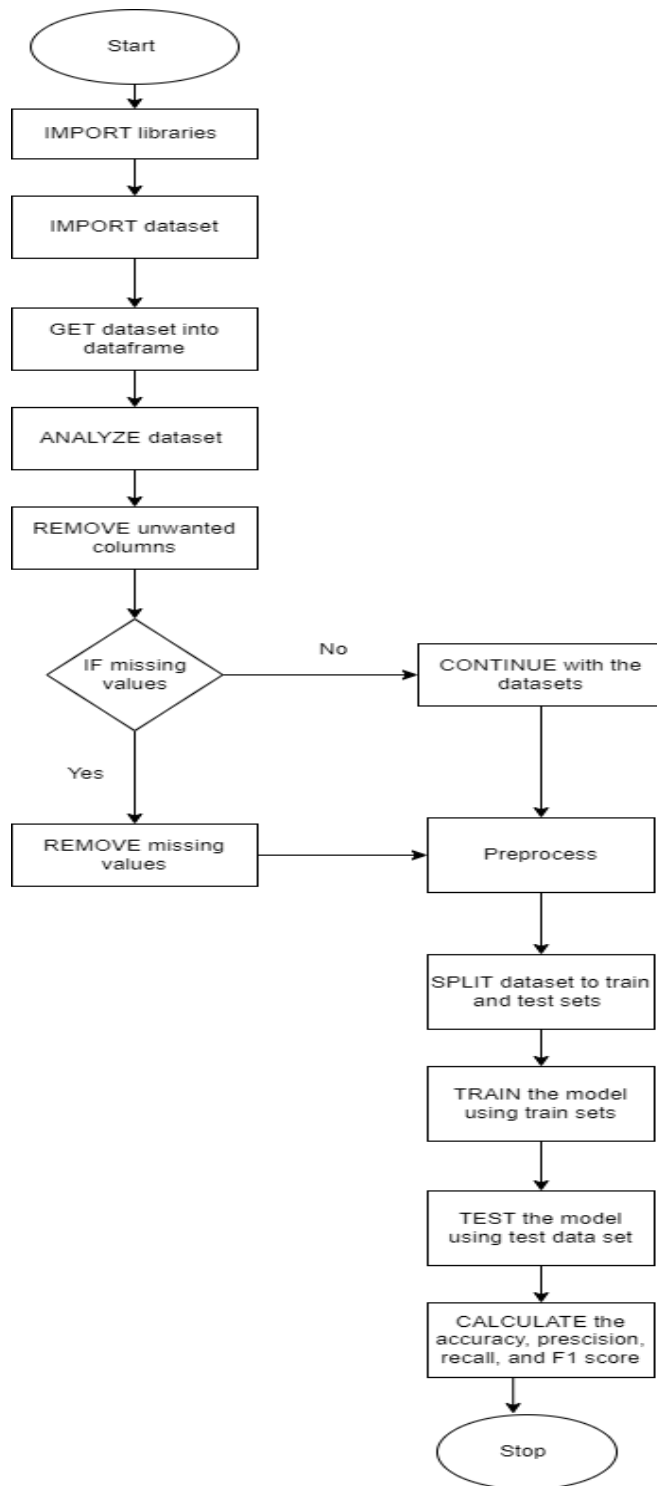 Start
IMPORT libraries
IMPORT dataset
GET dataset into
dataframe
ANALYZE dataset
REMOVE unwanted
columns
IF missing
values
No
CONTINUE with the
datasets
Yes
REMOVE missing
values
Preprocess
SPLIT dataset to train
and test sets
TRAIN the model
using train sets
TEST the model
using test data set
CALCULATE the
accuracy, prescision,
recall, and F1 score
Stop